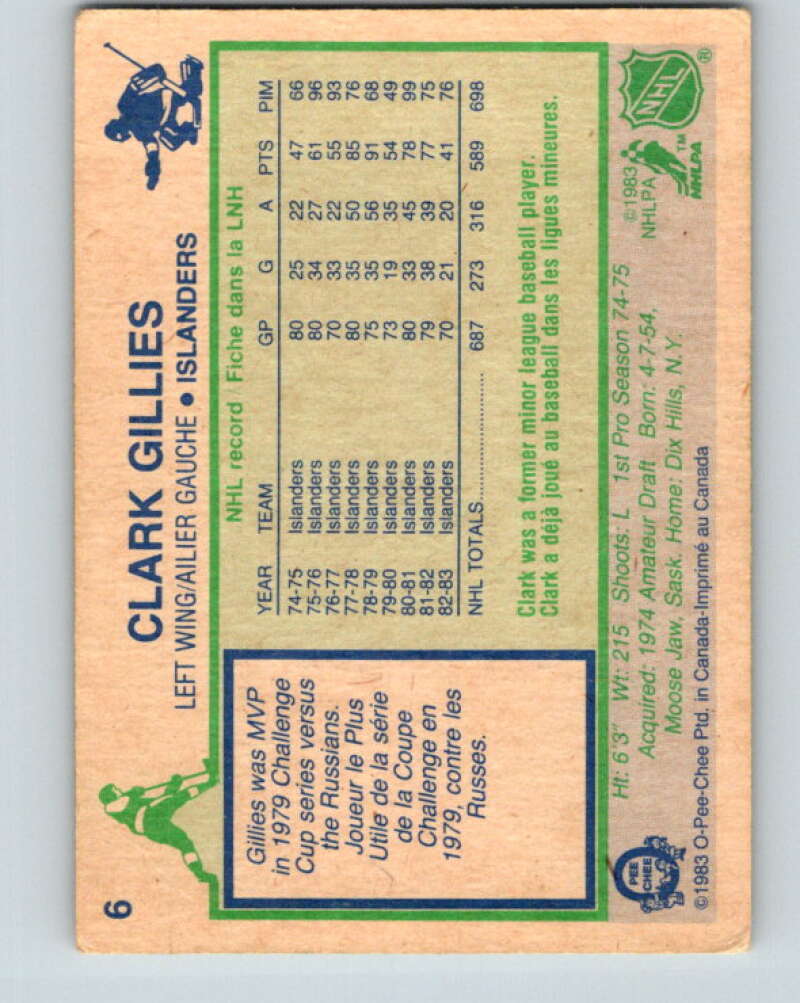 6
CLARK GILLIES
LEFT WING/AILIER GAUCHE • ISLANDERS
Gillies was MVP
in 1979 Challenge
Cup series versus
the Russians.
Joueur le Plus
Utile de la série
de la Coupe
Challenge en
1979, contre les
Russes.
NHL record Fiche dans la LNH
YEAR TEAM GP G A PTS PIM
74-75 Islanders 80 25 22 47 66
75-76 Islanders 80 34 27 61 96
76-77 Islanders 70 33 22 55 93
77-78 Islanders 80 35 50 85 76
78-79 Islanders 75 35 56 91 68
79-80 Islanders 73 19 35 54 49
80-81 Islanders 80 33 45 78 99
81-82 Islanders 79 38 39 77 75
82-83 Islanders 70 21 20 41 76
NHL TOTALS 687 273 316 589 698
Clark was a former minor league baseball player.
Clark a déjà joué au baseball dans les ligues mineures.
O
PEE
CHEE
Ht: 6'3" Wt: 215 Shoots: L 1st Pro Season 74-75
Acquired: 1974 Amateur Draft Born: 4-7-54,
Moose Jaw, Sask. Home: Dix Hills, N.Y.
©1983
NHLPA
NHL ®
NHLPA™
©1983 O-Pee-Chee Ptd. in Canada-Imprimé au Canada